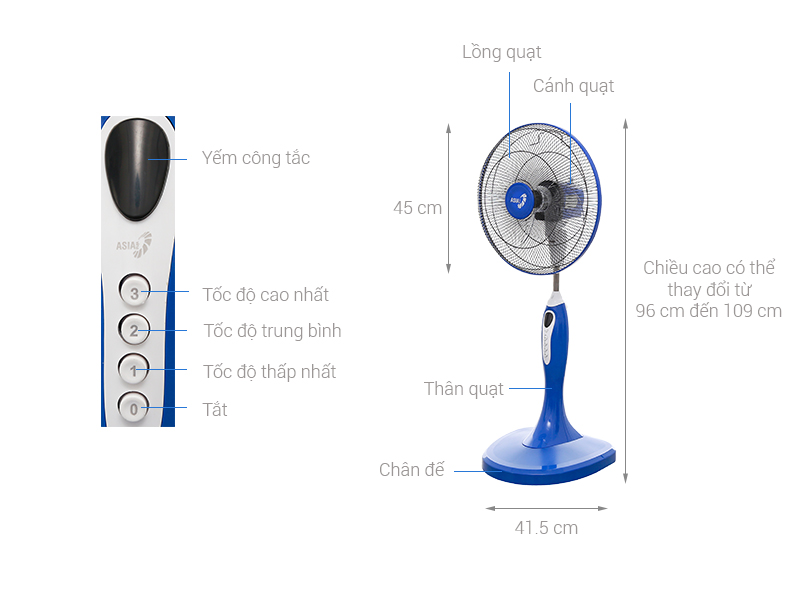 Lồng quạt
Cánh quạt
Yếm công tắc
45 cm
ASIA
ASIA
Chiều cao có thể
thay đổi từ
96 cm đến 109 cm
3
Tốc độ cao nhất
2
Tốc độ trung bình
1
Tốc độ thấp nhất
0
Tắt
Thân quạt
Chân đế
41.5 cm